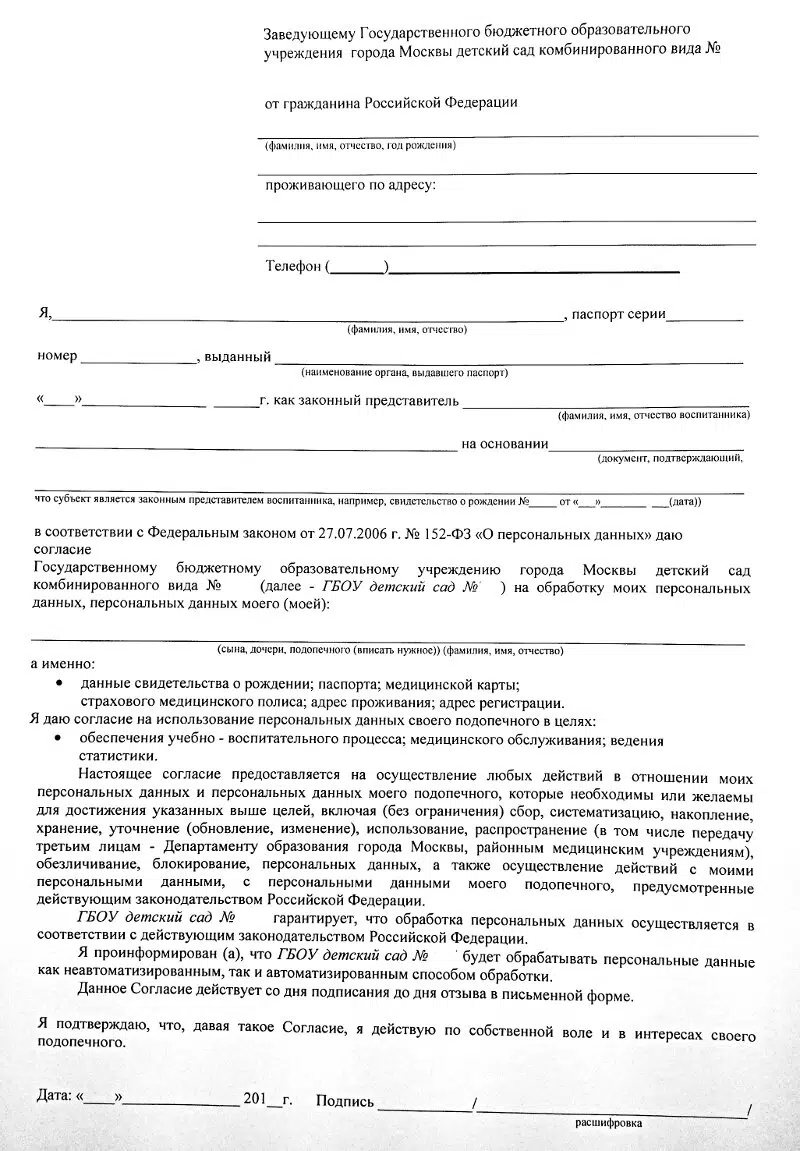 Заведующему Государственного бюджетного образовательного
учреждения города Москвы детский сад комбинированного вида №
от гражданина Российской Федерации
(фамилия, имя, отчество, год рождения)
проживающего по адресу:
Телефон (_______)____________________________________
Я,____________________________________________, паспорт серии__________
(фамилия, имя, отчество)
номер _______________, выданный ____________________________________
(наименование органа, выдавшего паспорт)
«____»________________ ______г. как законный представитель ____________________
(фамилия, имя, отчество воспитанника)
____________________________________________ на основании____________________
(документ, подтверждающий,
что субъект является законным представителем воспитанника, например, свидетельство о рождении №_____ от «___»________ ___(дата))
в соответствии с Федеральным законом от 27.07.2006 г. № 152-ФЗ «О персональных данных» даю
согласие
Государственному бюджетному образовательному учреждению города Москвы детский сад
комбинированного вида № (далее - ГБОУ детский сад № ) на обработку моих персональных
данных, персональных данных моего (моей):
(сына, дочери, подопечного (вписать нужное)) (фамилия, имя, отчество)
а именно:
• данные свидетельства о рождении; паспорта; медицинской карты;
страхового медицинского полиса; адрес проживания; адрес регистрации.
Я даю согласие на использование персональных данных своего подопечного в целях:
• обеспечения учебно - воспитательного процесса; медицинского обслуживания; ведения
статистики.
Настоящее согласие предоставляется на осуществление любых действий в отношении моих
персональных данных и персональных данных моего подопечного, которые необходимы или желаемы
для достижения указанных выше целей, включая (без ограничения) сбор, систематизацию, накопление,
хранение, уточнение (обновление, изменение), использование, распространение (в том числе передачу
третьим лицам - Департаменту образования города Москвы, районным медицинским учреждениям),
обезличивание, блокирование, персональных данных, а также осуществление действий с моими
персональными данными, с персональными данными моего подопечного, предусмотренные
действующим законодательством Российской Федерации.
ГБОУ детский сад № гарантирует, что обработка персональных данных осуществляется в
соответствии с действующим законодательством Российской Федерации.
Я проинформирован (а), что ГБОУ детский сад № будет обрабатывать персональные данные
как неавтоматизированным, так и автоматизированным способом обработки.
Данное Согласие действует со дня подписания до дня отзыва в письменной форме.
Я подтверждаю, что, давая такое Согласие, я действую по собственной воле и в интересах своего
подопечного.
Дата: «____»_______________ 201__г. Подпись ____________/___________________________________/
расшифровка